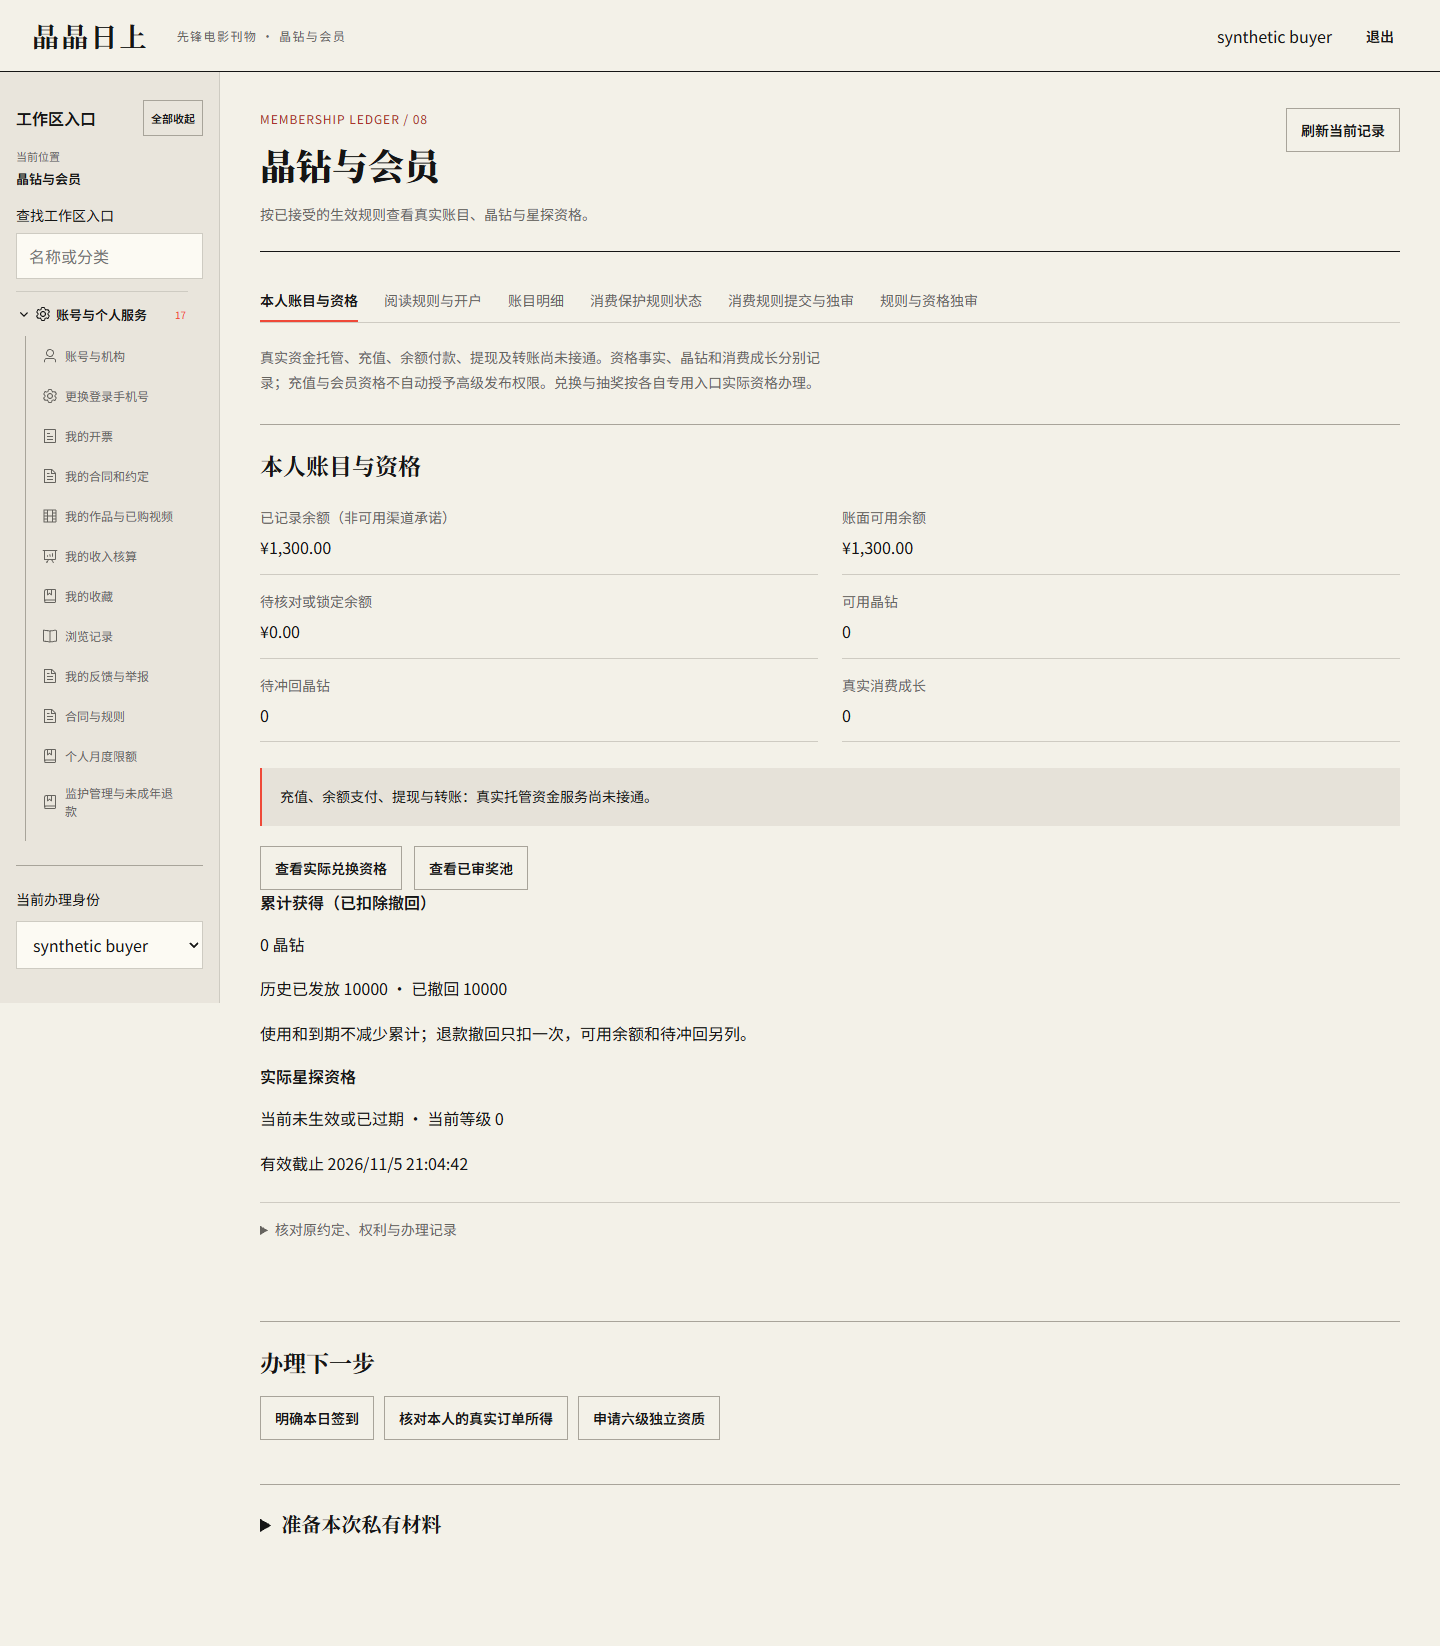 晶晶日上
先锋电影刊物 · 晶钻与会员
synthetic buyer
退出
工作区入口
全部收起
当前位置
晶钻与会员
查找工作区入口
名称或分类
账号与个人服务
17
账号与机构
更换登录手机号
我的开票
我的合同和约定
我的作品与已购视频
我的收入核算
我的收藏
浏览记录
我的反馈与举报
合同与规则
个人月度限额
监护管理与未成年退
款
当前办理身份
synthetic buyer
MEMBERSHIP LEDGER / 08
晶钻与会员
按已接受的生效规则查看真实账目、晶钻与星探资格。
刷新当前记录
本人账目与资格
阅读规则与开户
账目明细
消费保护规则状态
消费规则提交与独审
规则与资格独审
真实资金托管、充值、余额付款、提现及转账尚未接通。资格事实、晶钻和消费成长分别记
录；充值与会员资格不自动授予高级发布权限。兑换与抽奖按各自专用入口实际资格办理。
本人账目与资格
已记录余额（非可用渠道承诺）
¥1,300.00
账面可用余额
¥1,300.00
待核对或锁定余额
¥0.00
可用晶钻
0
待冲回晶钻
0
真实消费成长
0
充值、余额支付、提现与转账：真实托管资金服务尚未接通。
查看实际兑换资格
查看已审奖池
累计获得（已扣除撤回）
0 晶钻
历史已发放 10000 · 已撤回 10000
使用和到期不减少累计；退款撤回只扣一次，可用余额和待冲回另列。
实际星探资格
当前未生效或已过期 · 当前等级 0
有效截止 2026/11/5 21:04:42
核对原约定、权利与办理记录
办理下一步
明确本日签到
核对本人的真实订单所得
申请六级独立资质
准备本次私有材料